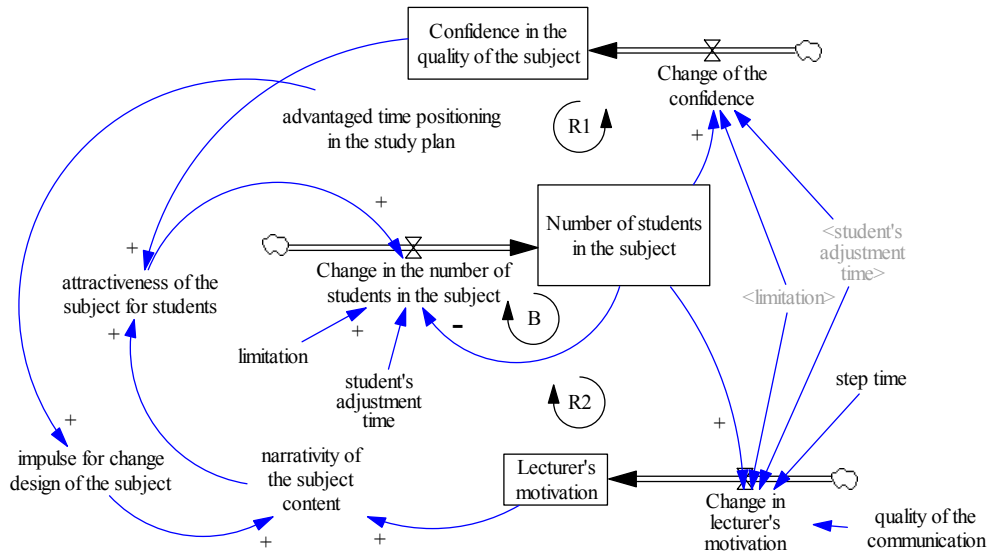 Confidence in the
quality of the subject
Change of the
confidence
advantaged time positioning
in the study plan
R1
+
+
Number of students
in the subject
<student's
adjustment
time>
+
attractiveness of the
subject for students
Change in the number of
students in the subject
<limitation>
B
+
+
-
limitation
student's
adjustment
time
step time
R2
+
+
impulse for change
design of the subject
narrativity of
the subject
content
Lecturer's
motivation
Change in
lecturer's
motivation
quality of the
communication
+
+